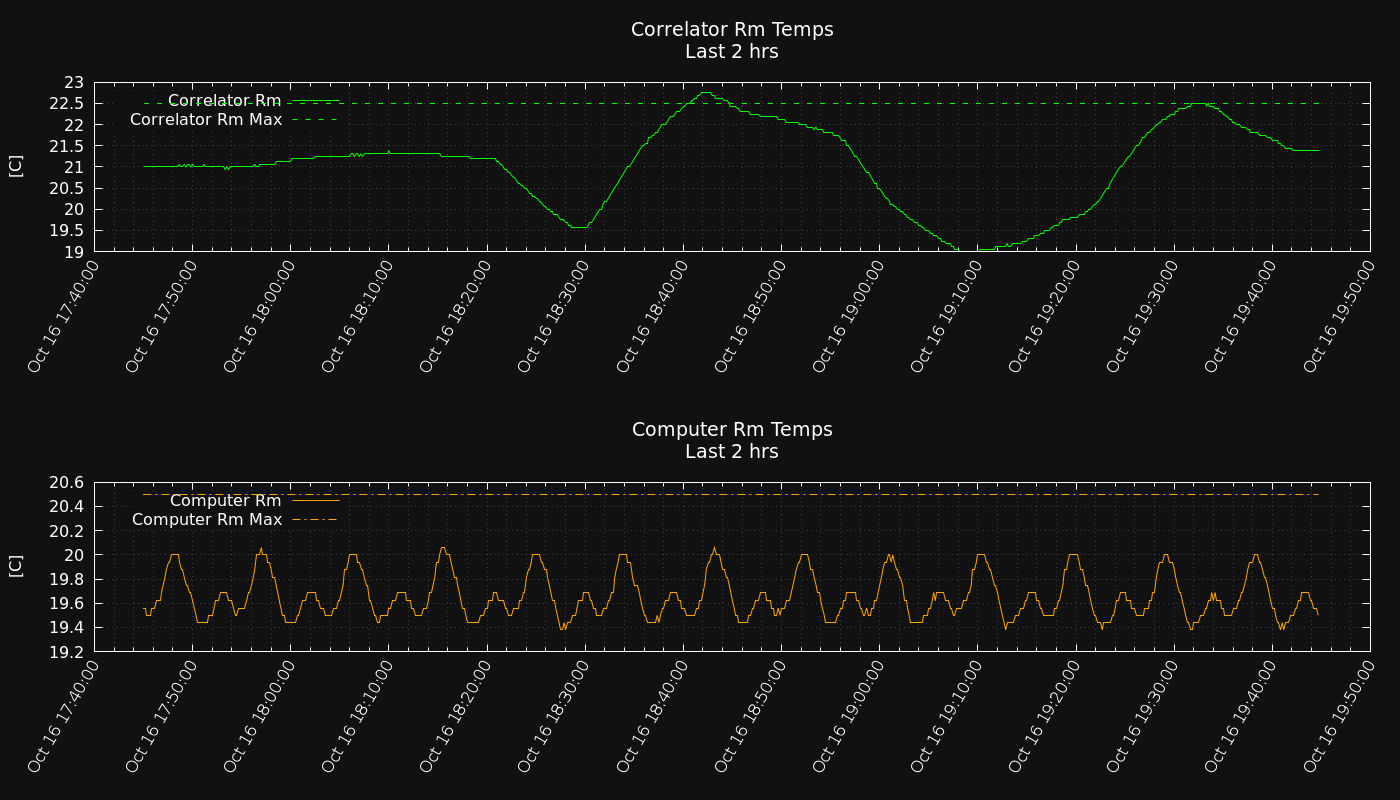 Correlator Rm Temps
Last 2 hrs
23
22.5
22
21.5
21
20.5
20
19.5
19
[C]
Correlator Rm
Correlator Rm Max
Oct 16 17:40:00
Oct 16 17:50:00
Oct 16 18:00:00
Oct 16 18:10:00
Oct 16 18:20:00
Oct 16 18:30:00
Oct 16 18:40:00
Oct 16 18:50:00
Oct 16 19:00:00
Oct 16 19:10:00
Oct 16 19:20:00
Oct 16 19:30:00
Oct 16 19:40:00
Oct 16 19:50:00
Computer Rm Temps
Last 2 hrs
20.6
20.4
20.2
20
19.8
19.6
19.4
19.2
[C]
Computer Rm
Computer Rm Max
Oct 16 17:40:00
Oct 16 17:50:00
Oct 16 18:00:00
Oct 16 18:10:00
Oct 16 18:20:00
Oct 16 18:30:00
Oct 16 18:40:00
Oct 16 18:50:00
Oct 16 19:00:00
Oct 16 19:10:00
Oct 16 19:20:00
Oct 16 19:30:00
Oct 16 19:40:00
Oct 16 19:50:00